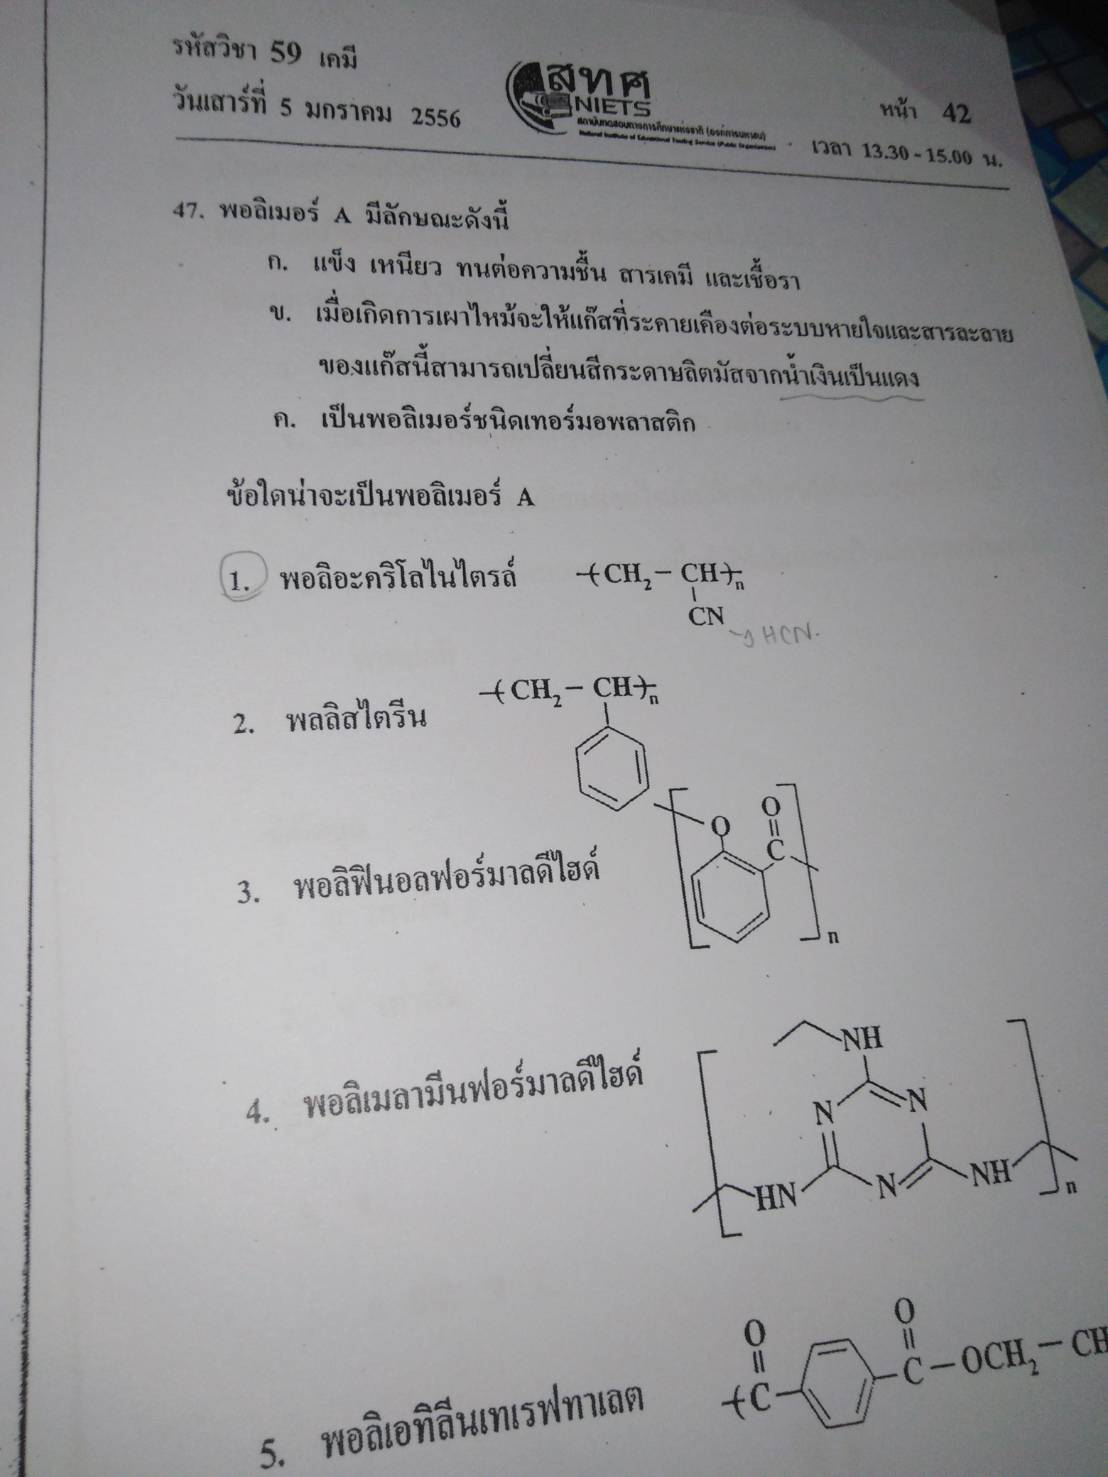 รหัสวิชา 59 เคมี
วันเสาร์ที่ 5 มกราคม 2556
สทศ
NIETS
สถาบันทดสอบทางการศึกษาแห่งชาติ (องค์การมหาชน)
National Institute of Educational Testing Service (Public Organization)
หน้า 42
เวลา 13.30 - 15.00 น.
47. พอลิเมอร์ A มีลักษณะดังนี้
ก. แข็ง เหนียว ทนต่อความชื้น สารเคมี และเชื้อรา
ข. เมื่อเกิดการเผาไหม้จะให้แก๊สที่ระคายเคืองต่อระบบหายใจและสารละลาย
ของแก๊สนี้สามารถเปลี่ยนสีกระดาษลิตมัสจากน้ำเงินเป็นแดง
ค. เป็นพอลิเมอร์ชนิดเทอร์มอพลาสติก
ข้อใดน่าจะเป็นพอลิเมอร์ A
1. พอลิอะคริโลไนไตรล์ -(CH₂ - CH)-n
CN
→ HCN.
2. พลลิสไตรีน -(CH₂ - CH)-n
3. พอลิฟินอลฟอร์มาลดีไฮด์ O O
C
n
4. พอลิเมลามีนฟอร์มาลดีไฮด์ NH
N N
HN N NH n
O O
5. พอลิเอทิลีนเทเรฟทาเลต -(C- C - OCH₂ - CH